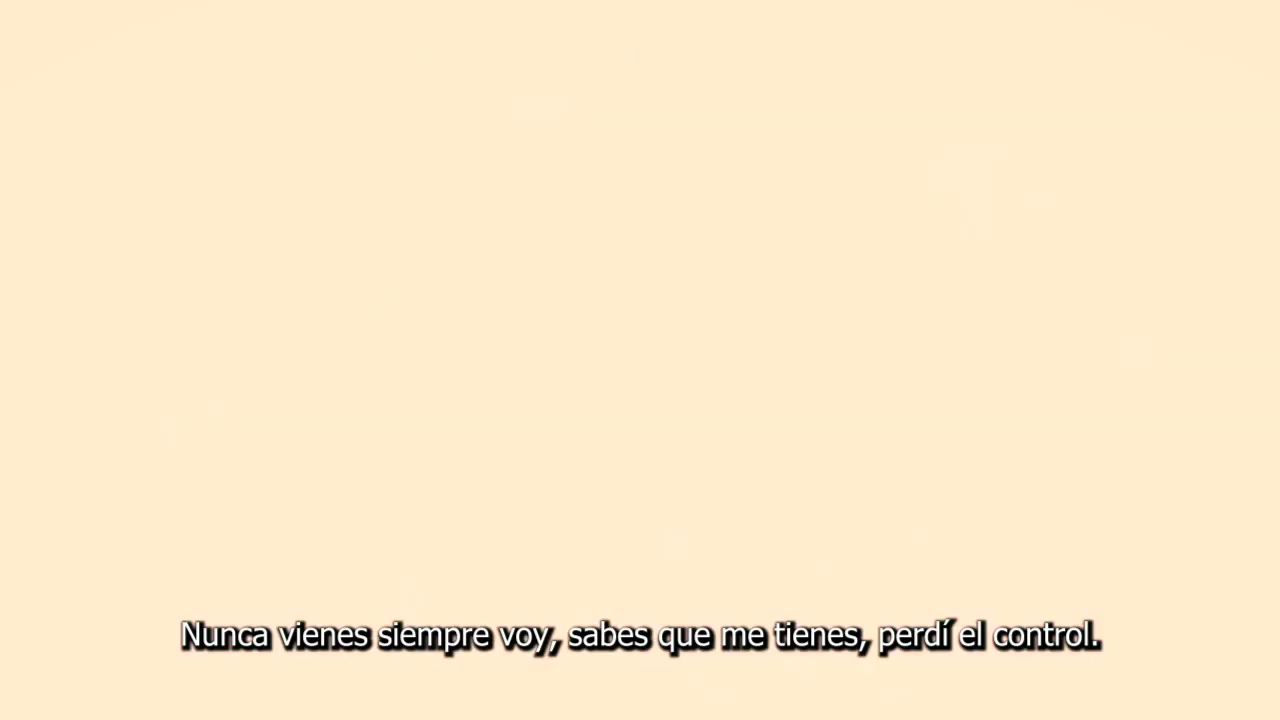 Nunca vienes siempre voy, sabes que me tienes, perdí el control.